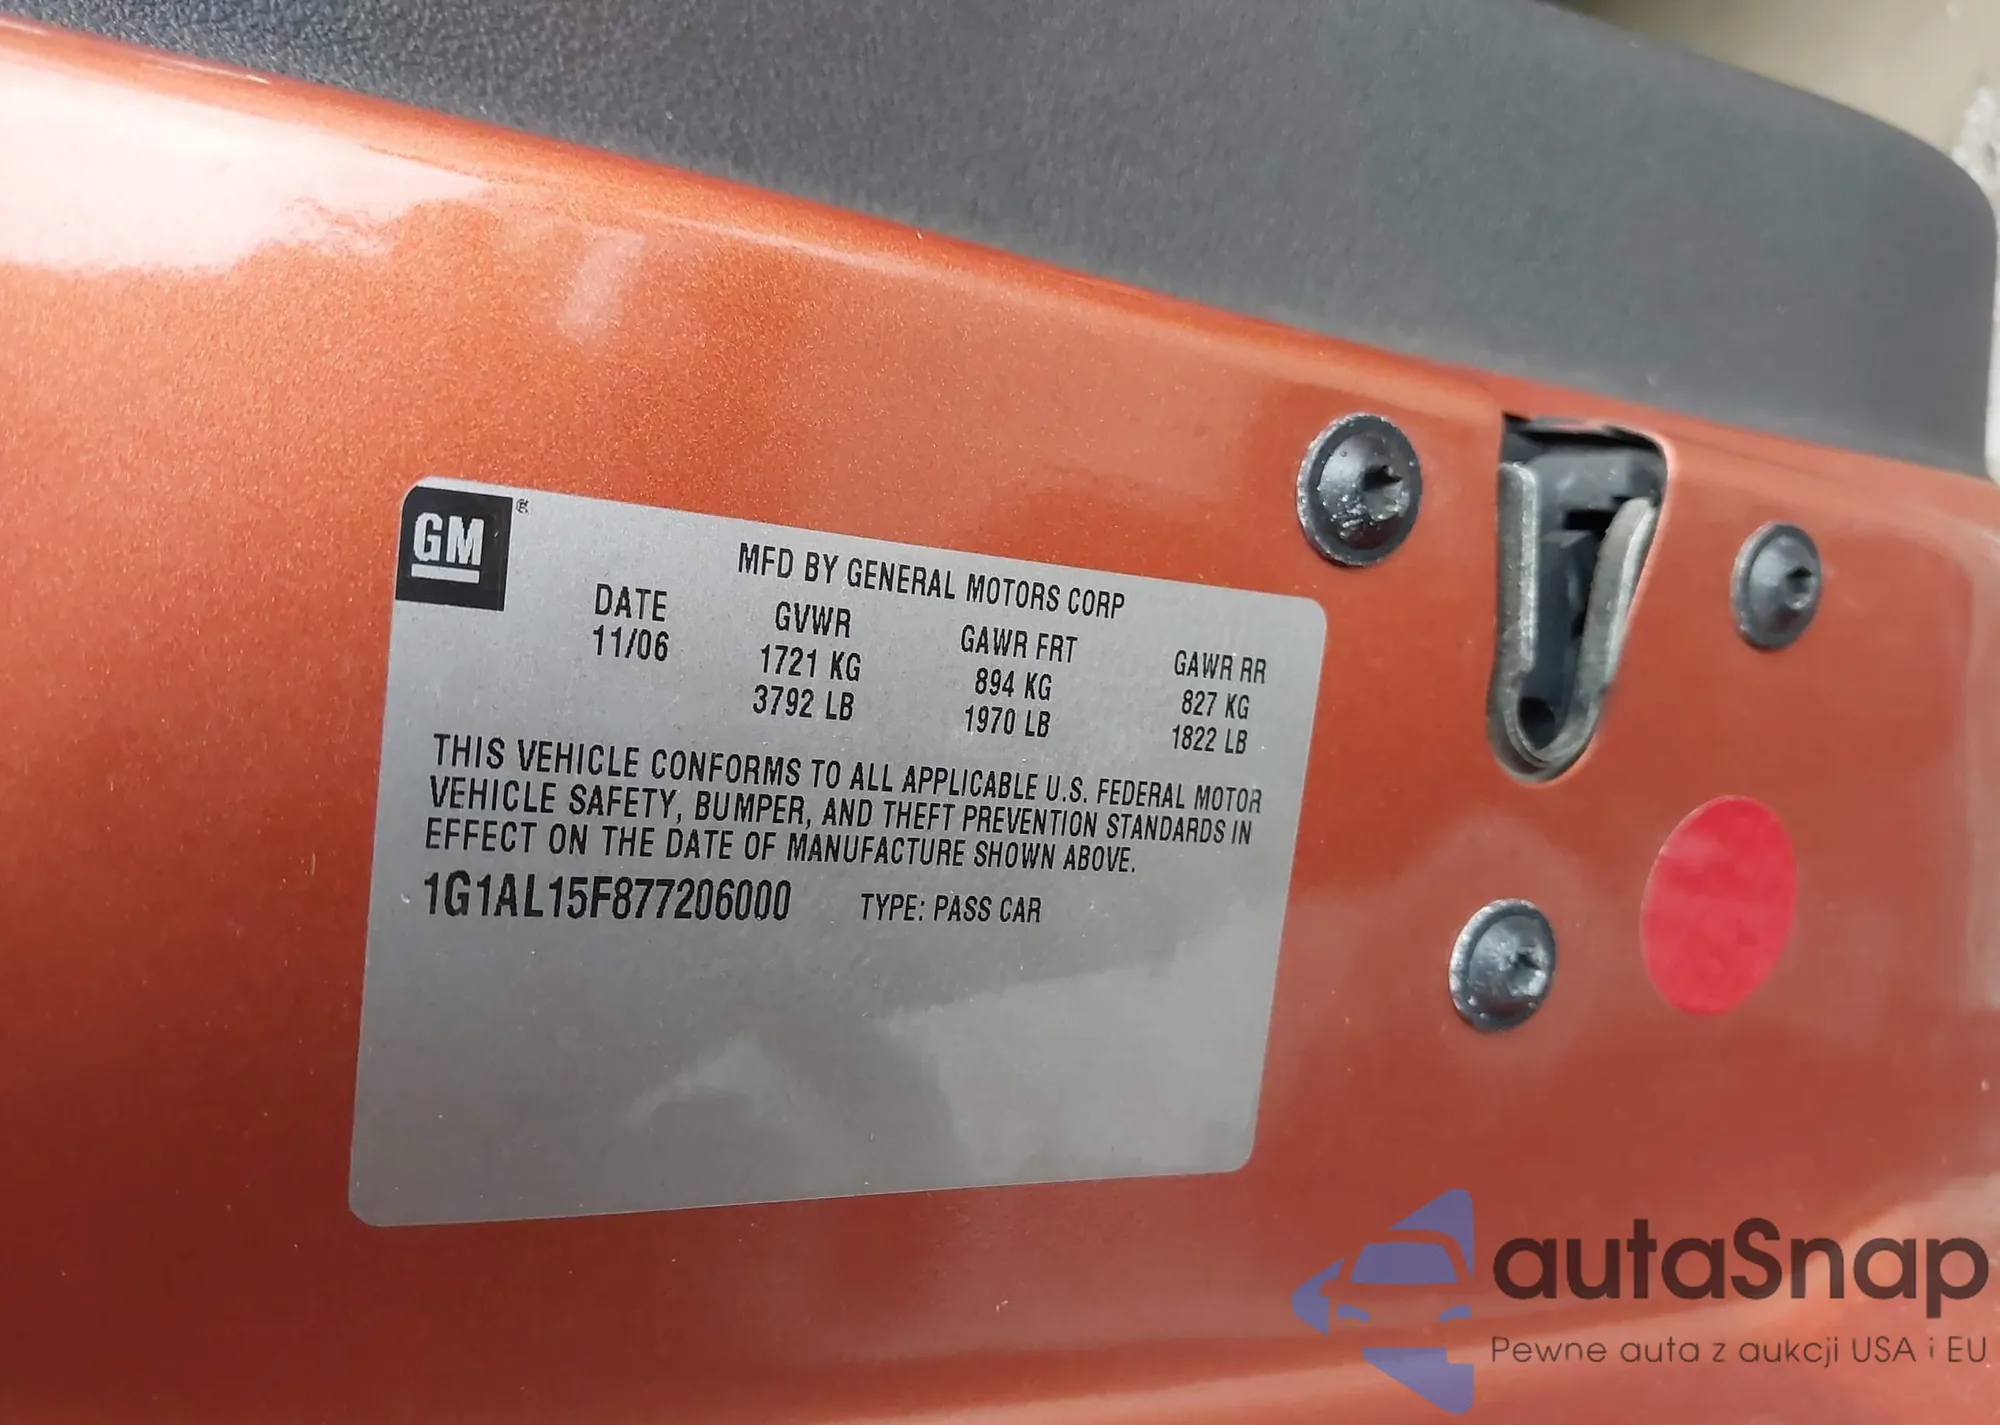 GM
MFD BY GENERAL MOTORS CORP
DATE GVWR GAWR FRT GAWR RR
11/06 1721 KG 894 KG 827 KG
3792 LB 1970 LB 1822 LB
THIS VEHICLE CONFORMS TO ALL APPLICABLE U.S. FEDERAL MOTOR
VEHICLE SAFETY, BUMPER, AND THEFT PREVENTION STANDARDS IN
EFFECT ON THE DATE OF MANUFACTURE SHOWN ABOVE.
1G1AL15F877206000 TYPE: PASS CAR
autaSnap
Pewne auta z aukcji USA i EU